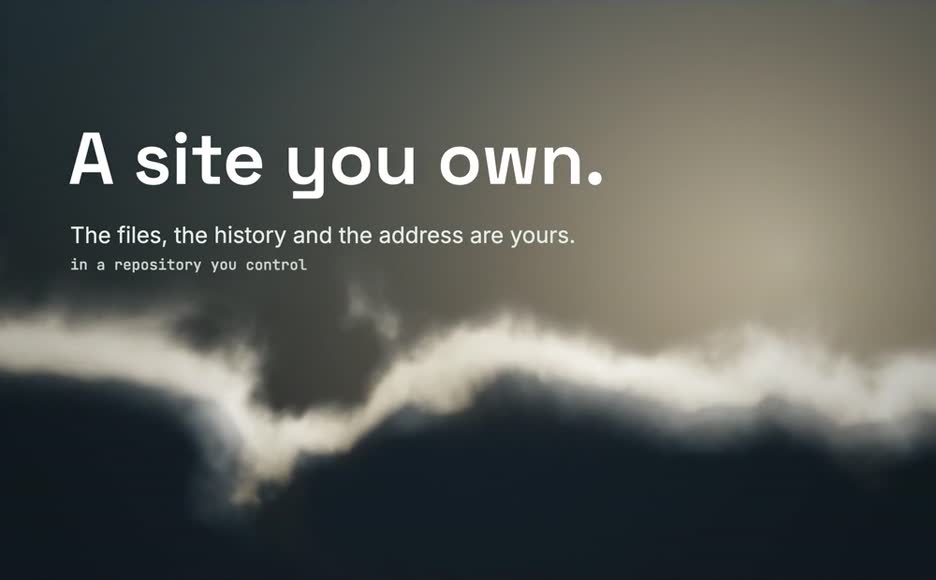 A site you own.
The files, the history and the address are yours.
in a repository you control